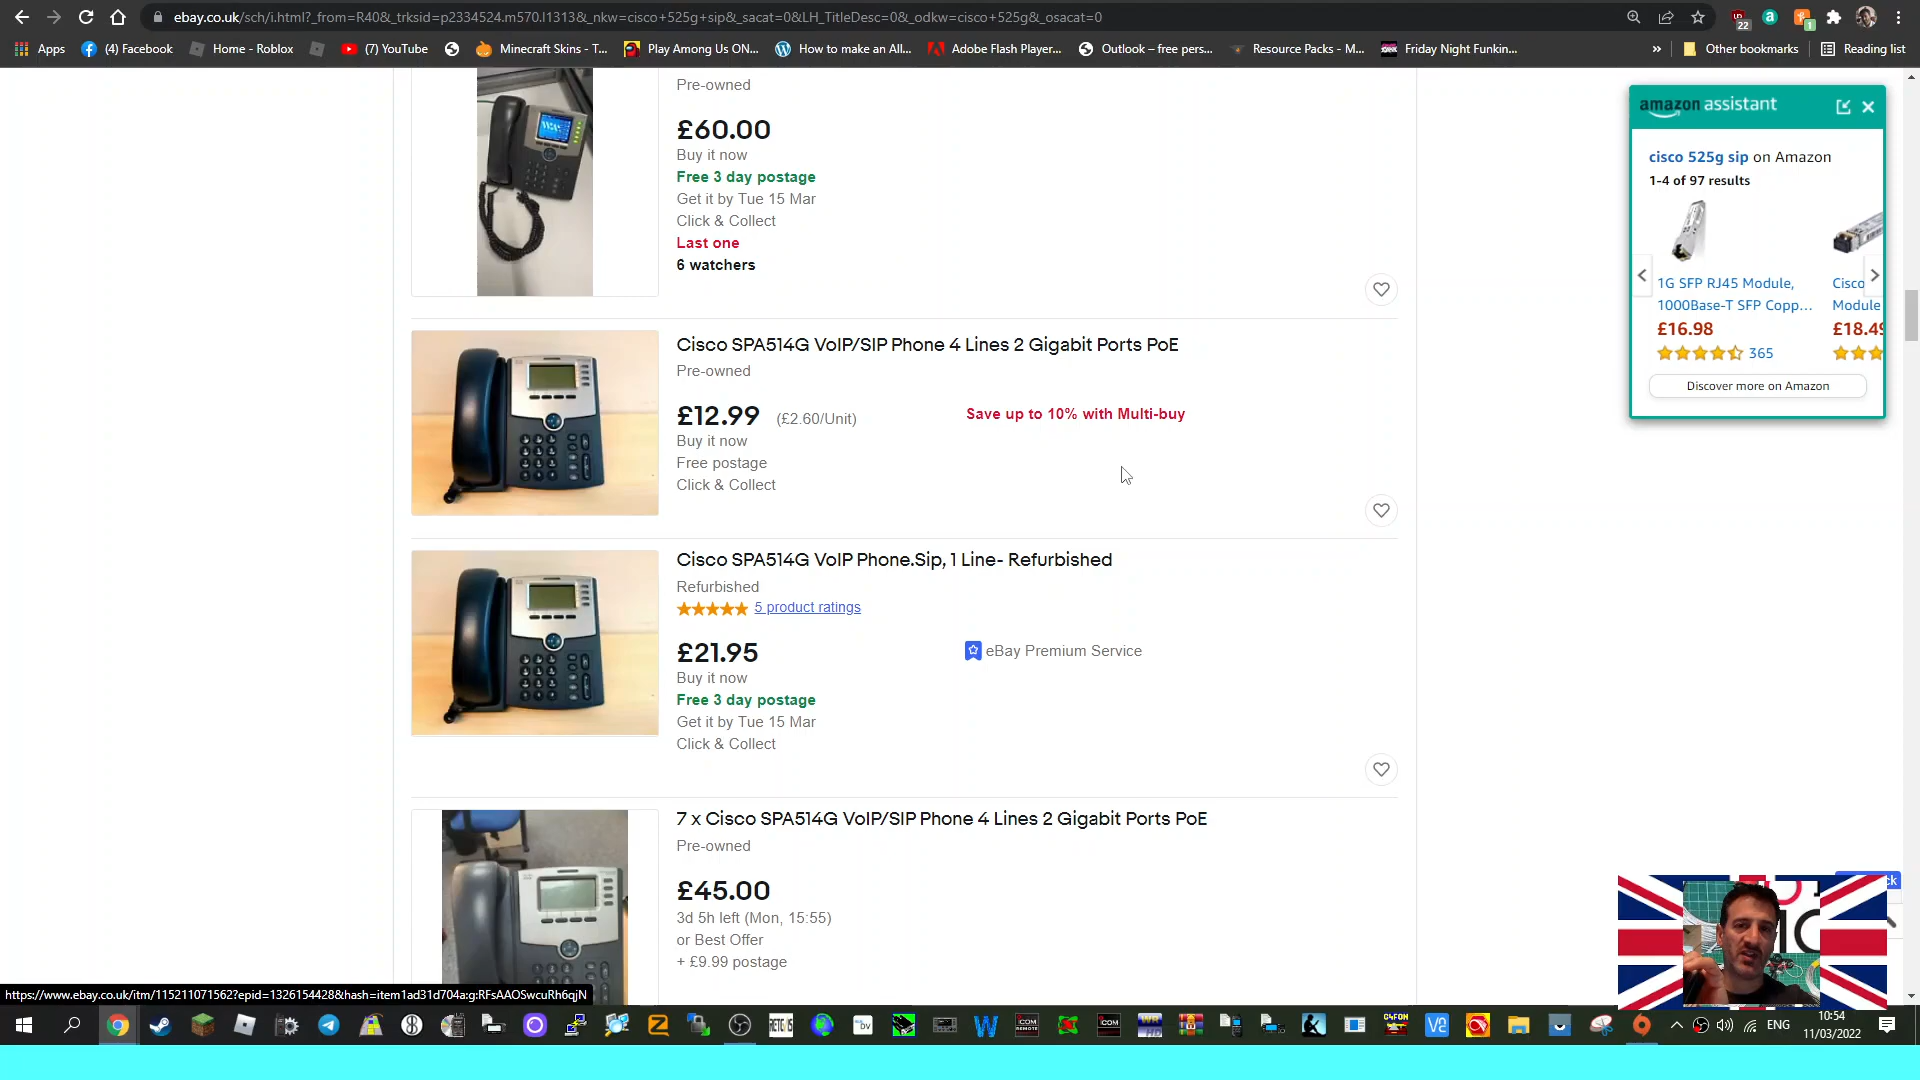 ebay.co.uk/sch/i.html?_from=R40&_trksid=p2334524.m570.l1313&_nkw=cisco+525g+sip&_sacat=0&LH_TitleDesc=0&_odkw=cisco+525g&_osacat=0
22
1
Apps
(4) Facebook
Home - Roblox
(7) YouTube
Minecraft Skins - T...
Play Among Us ON...
How to make an All...
Adobe Flash Player...
Outlook – free pers...
Resource Packs - M...
Friday Night Funkin...
»
Other bookmarks
Reading list
Pre-owned
£60.00
Buy it now
Free 3 day postage
Get it by Tue 15 Mar
Click & Collect
Last one
6 watchers
Cisco SPA514G VoIP/SIP Phone 4 Lines 2 Gigabit Ports PoE
Pre-owned
£12.99 (£2.60/Unit)
Save up to 10% with Multi-buy
Buy it now
Free postage
Click & Collect
Cisco SPA514G VoIP Phone.Sip, 1 Line- Refurbished
Refurbished
5 product ratings
£21.95
eBay Premium Service
Buy it now
Free 3 day postage
Get it by Tue 15 Mar
Click & Collect
7 x Cisco SPA514G VoIP/SIP Phone 4 Lines 2 Gigabit Ports PoE
Pre-owned
£45.00
3d 5h left (Mon, 15:55)
or Best Offer
+ £9.99 postage
amazon assistant
cisco 525g sip on Amazon
1-4 of 97 results
1G SFP RJ45 Module,
1000Base-T SFP Copp...
£16.98
365
Cisco
Module
£18.49
Discover more on Amazon
https://www.ebay.co.uk/itm/115211071562?epid=1326154428&hash=item1ad31d704a:g:RFsAAOSwcuRh6qjN
ENG
10:54
11/03/2022